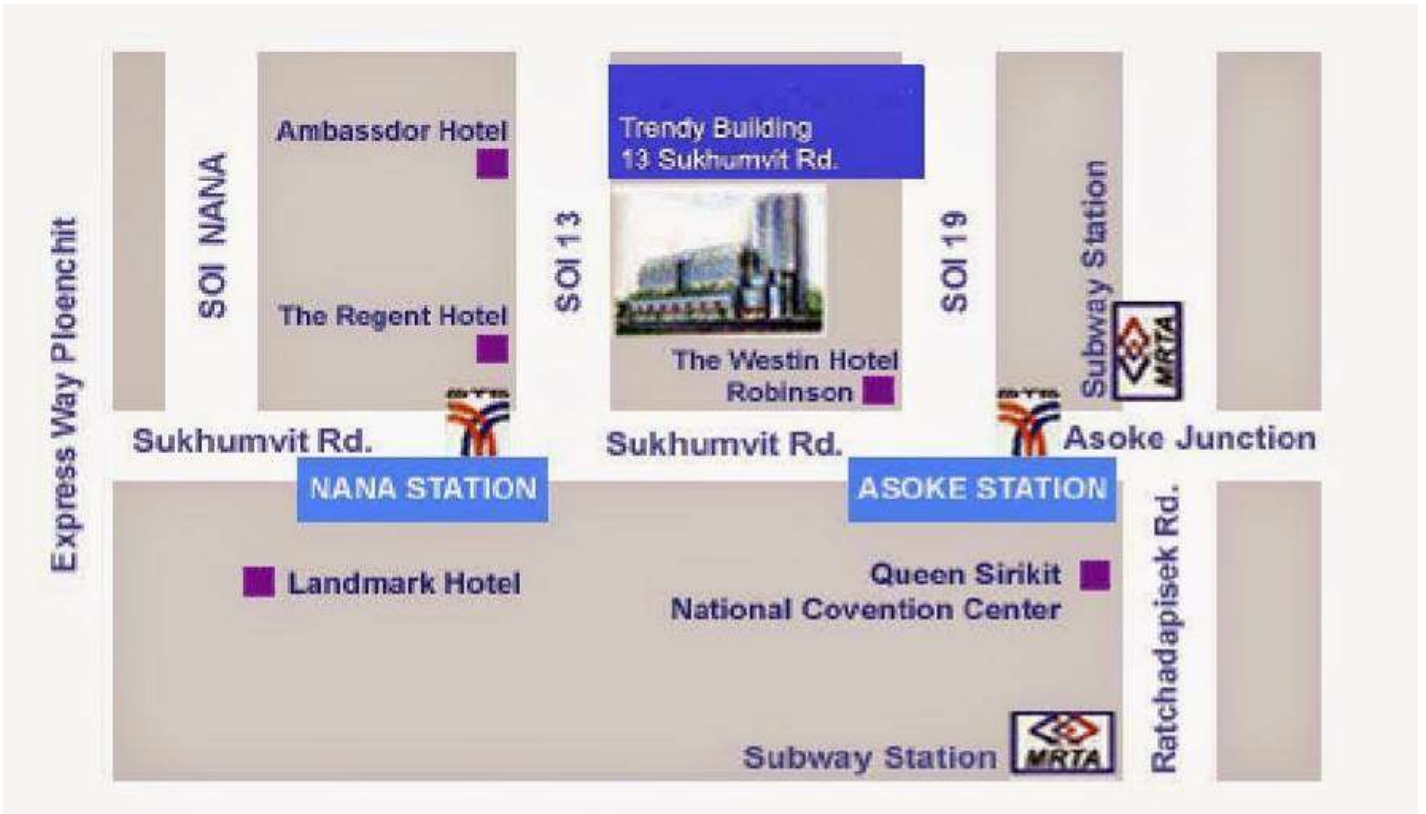 Express Way Ploenchit
SOI NANA
Ambassdor Hotel
The Regent Hotel
SOI 13
Trendy Building
13 Sukhumvit Rd.
The Westin Hotel
Robinson
SOI 19
Subway Station
MRTA
BTS
BTS
Sukhumvit Rd.
Sukhumvit Rd.
Asoke Junction
NANA STATION
ASOKE STATION
Landmark Hotel
Queen Sirikit
National Covention Center
Ratchadapisek Rd.
Subway Station
MRTA